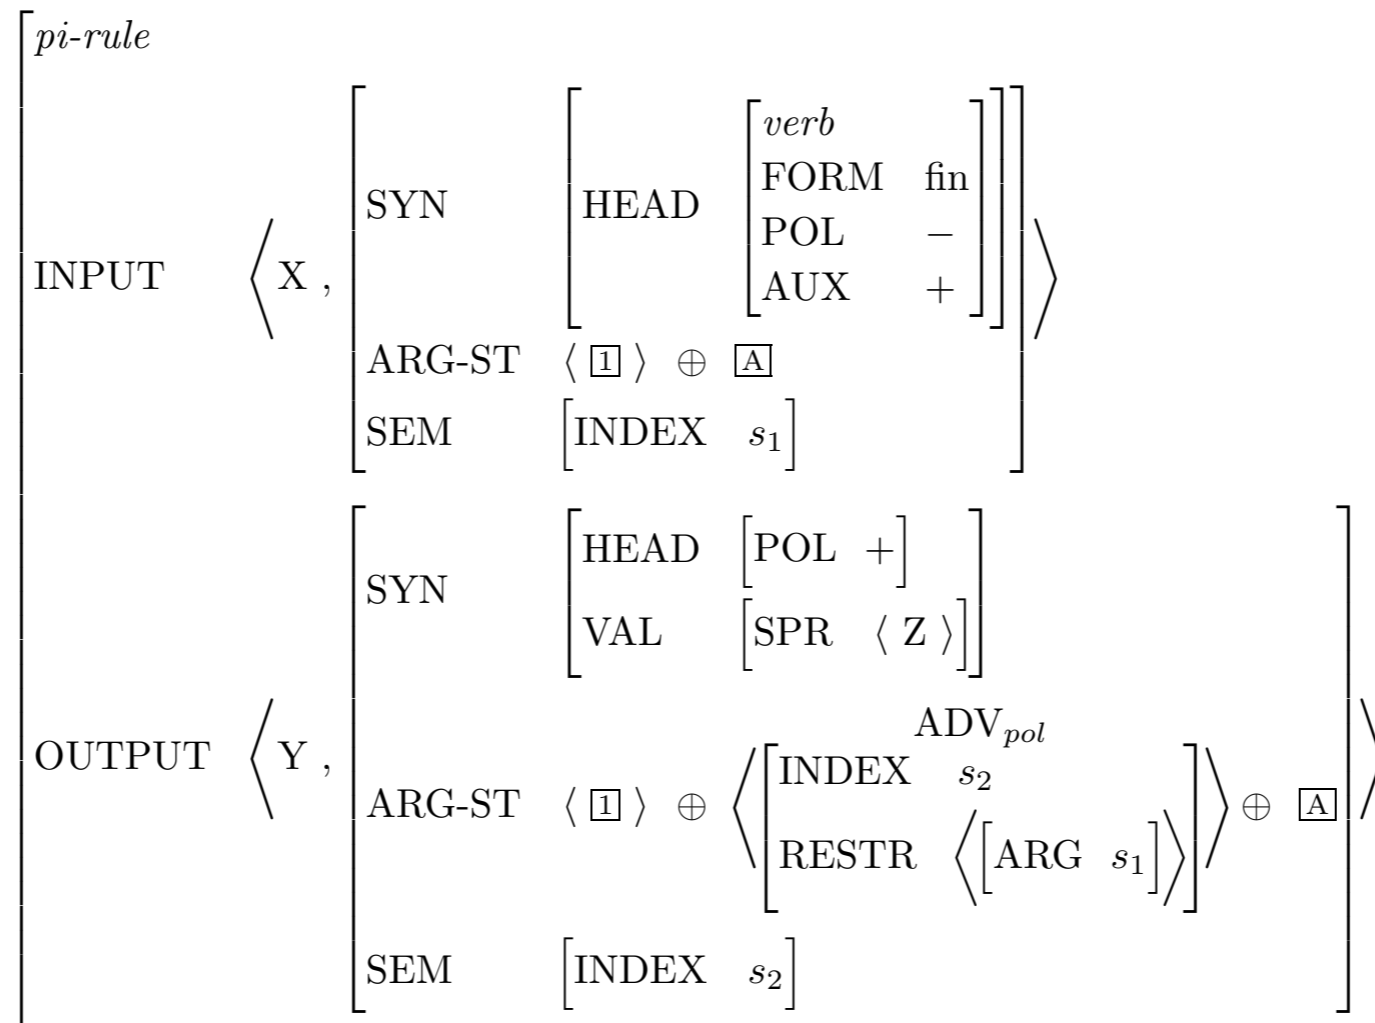 pi-rule
verb
FORM fin
SYN HEAD POL −
INPUT ⟨ X , AUX + ⟩
ARG-ST ⟨ 1 ⟩ ⊕ A
SEM [INDEX s1]
HEAD [POL +]
SYN
VAL [SPR ⟨ Z ⟩]
ADVpol
OUTPUT ⟨ Y , INDEX s2
ARG-ST ⟨ 1 ⟩ ⊕ ⟨ ⟩ ⊕ A ⟩
RESTR ⟨[ARG s1]⟩
SEM [INDEX s2]